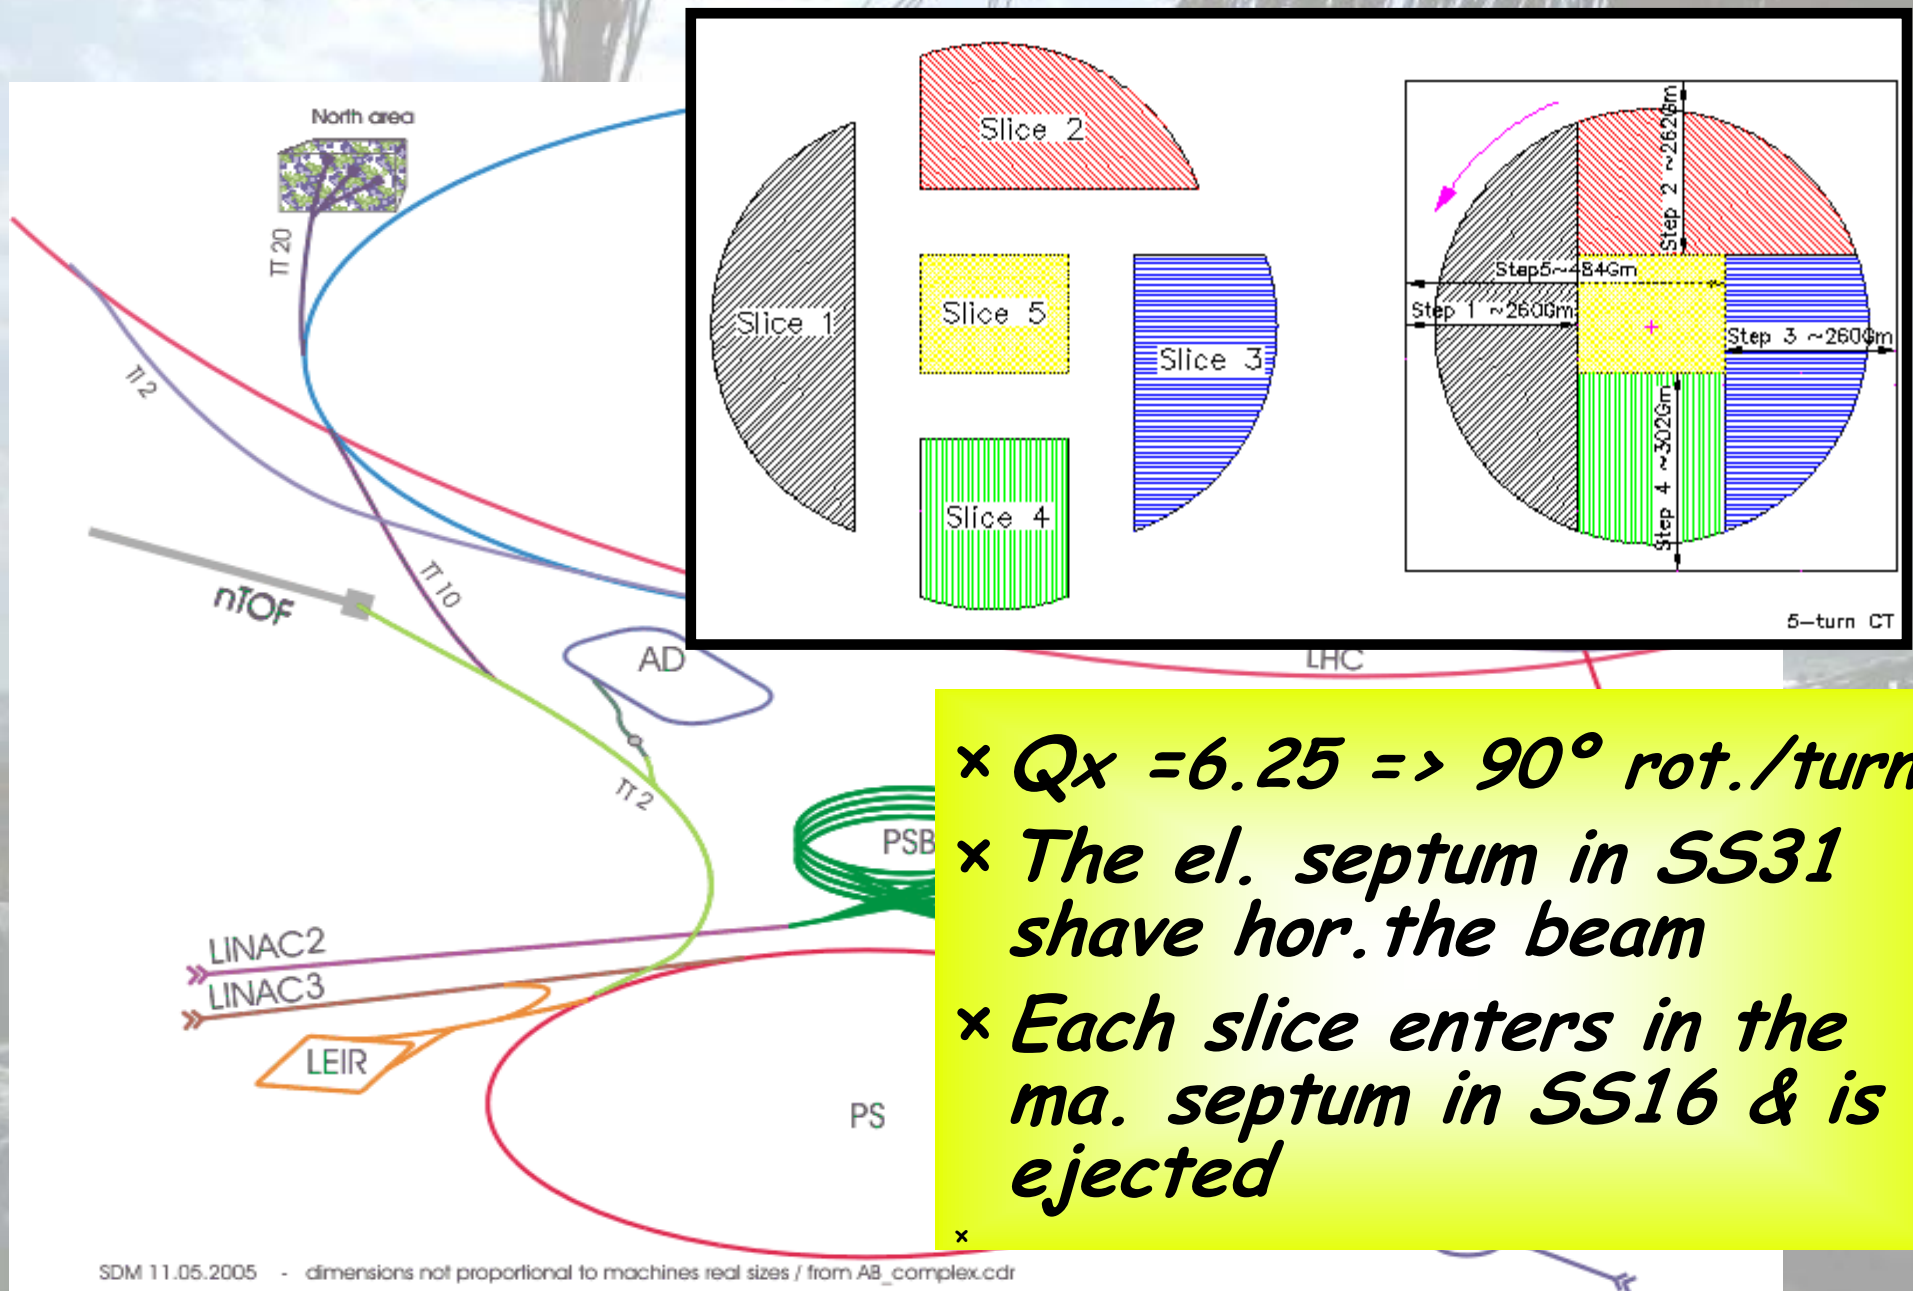 North area
TT 20
TI 2
nTOF
TT 10
AD
TT 2
LINAC2
LINAC3
LEIR
PSB
PS
LHC
Slice 1
Slice 2
Slice 5
Slice 3
Slice 4
Step 2 ~262Gm
Step5~484Gm
Step 1 ~260Gm
Step 3 ~260Gm
Step 4 ~302Gm
5-turn CT
× Qx =6.25 => 90° rot./turn
× The el. septum in SS31
shave hor.the beam
× Each slice enters in the
ma. septum in SS16 & is
ejected
×
SDM 11.05.2005 - dimensions not proportional to machines real sizes / from AB_complex.cdr